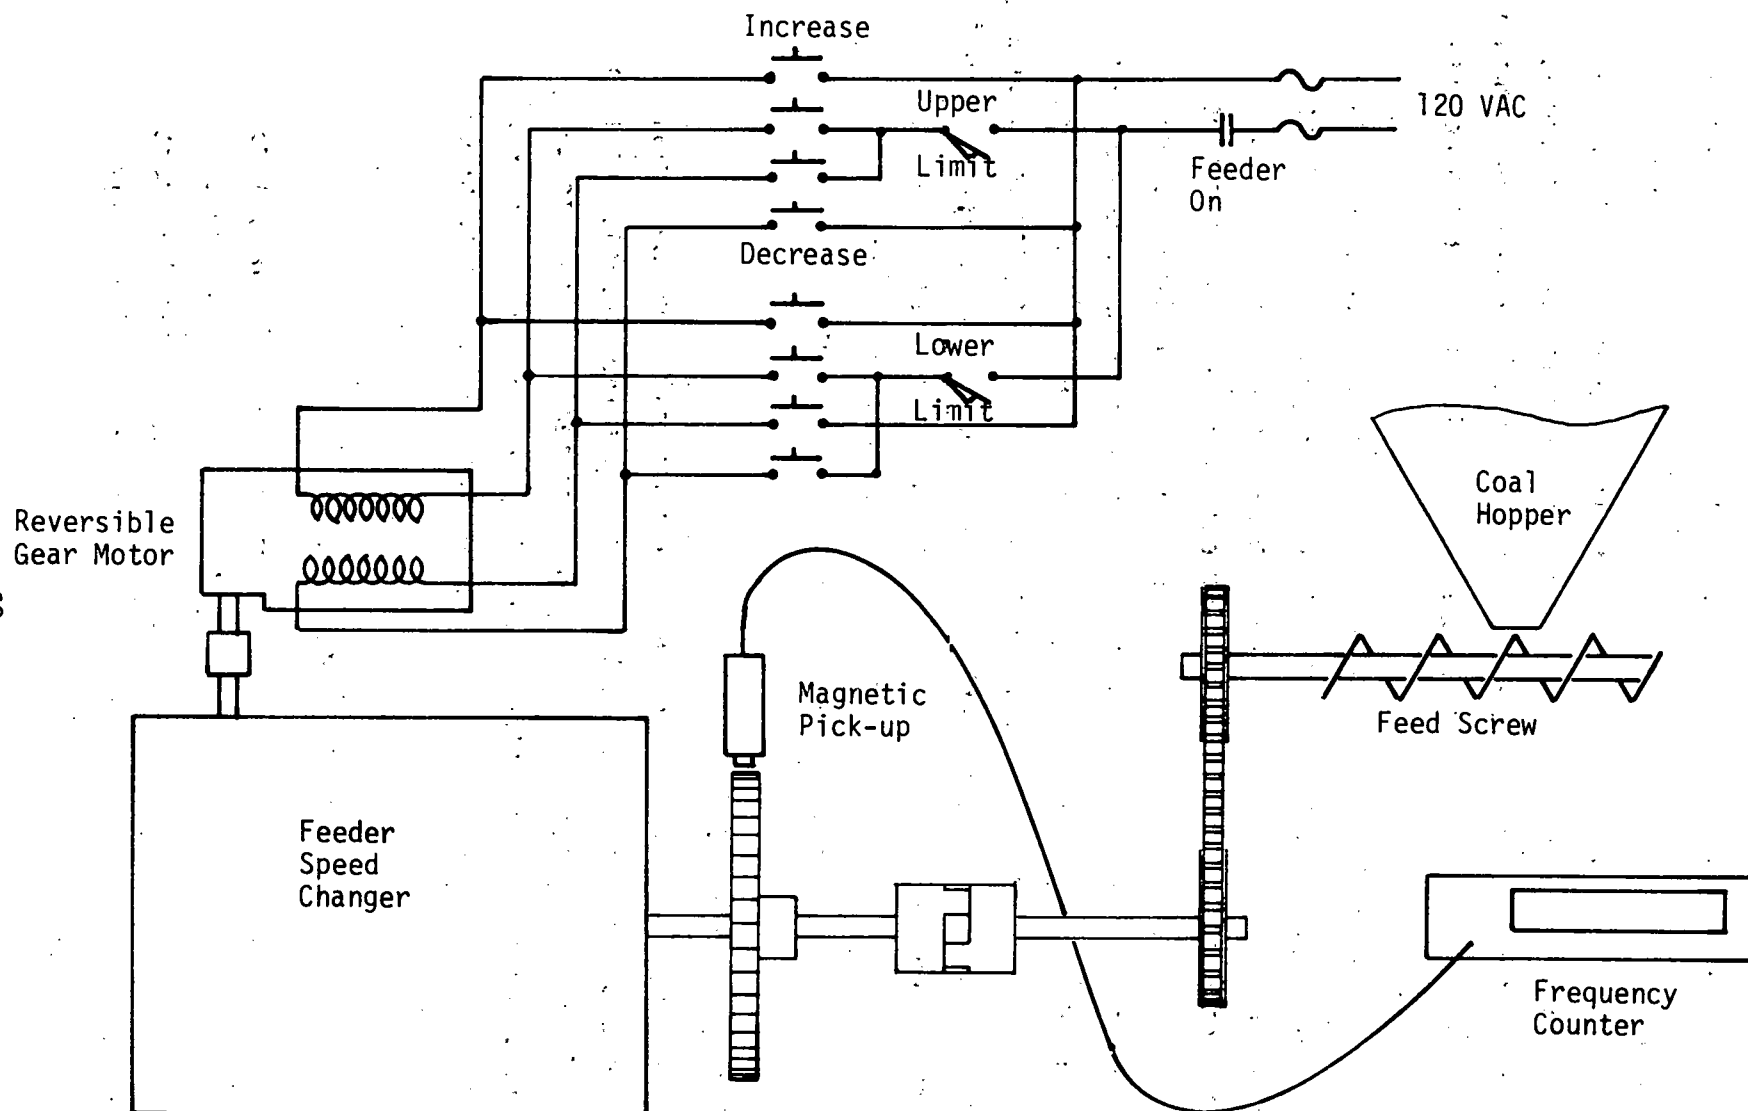 Increase
Upper
Limit
120 VAC
Feeder
On
Decrease
Lower
Limit
Coal
Hopper
Reversible
Gear Motor
Magnetic
Pick-up
Feed Screw
Feeder
Speed
Changer
Frequency
Counter